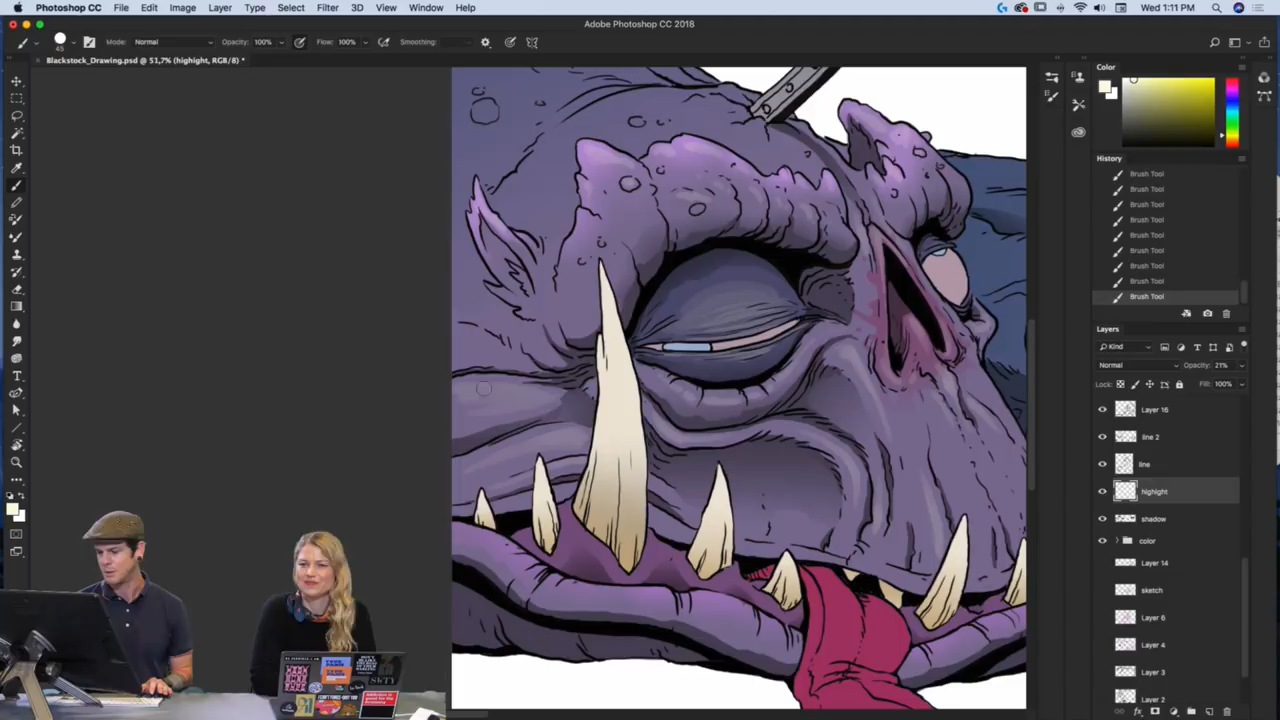 Photoshop CC File Edit Image Layer Type Select Filter 3D View Window Help
Wed 1:11 PM
Adobe Photoshop CC 2018
45
Mode: Normal Opacity: 100% Flow: 100% Smoothing:
Blackstock_Drawing.psd @ 51,7% (highight, RGB/8) *
Color
History
Brush Tool
Brush Tool
Brush Tool
Brush Tool
Brush Tool
Brush Tool
Brush Tool
Brush Tool
Brush Tool
Layers
Kind
Normal Opacity: 21%
Lock: Fill: 100%
Layer 16
line 2
line
highlight
shadow
color
Layer 14
sketch
Layer 6
Layer 4
Layer 3
Layer 2